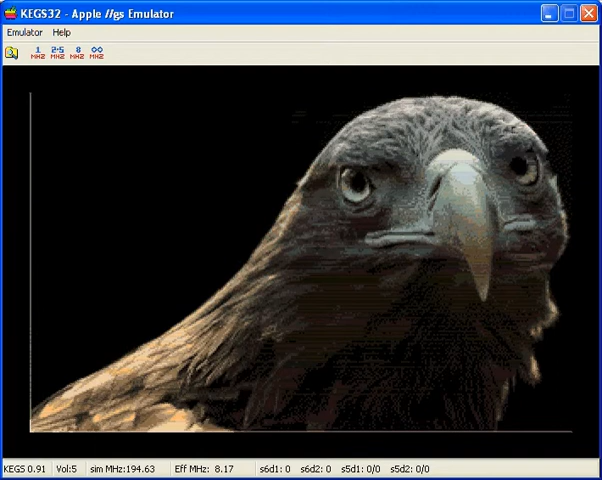 KEGS32 - Apple //gs Emulator
Emulator Help
1 MHZ 2·5 MHZ 8 MHZ 00 MHZ
KEGS 0.91 Vol:5 sim MHz:194.63 Eff MHz: 8.17 s6d1: 0 s6d2: 0 s5d1: 0/0 s5d2: 0/0